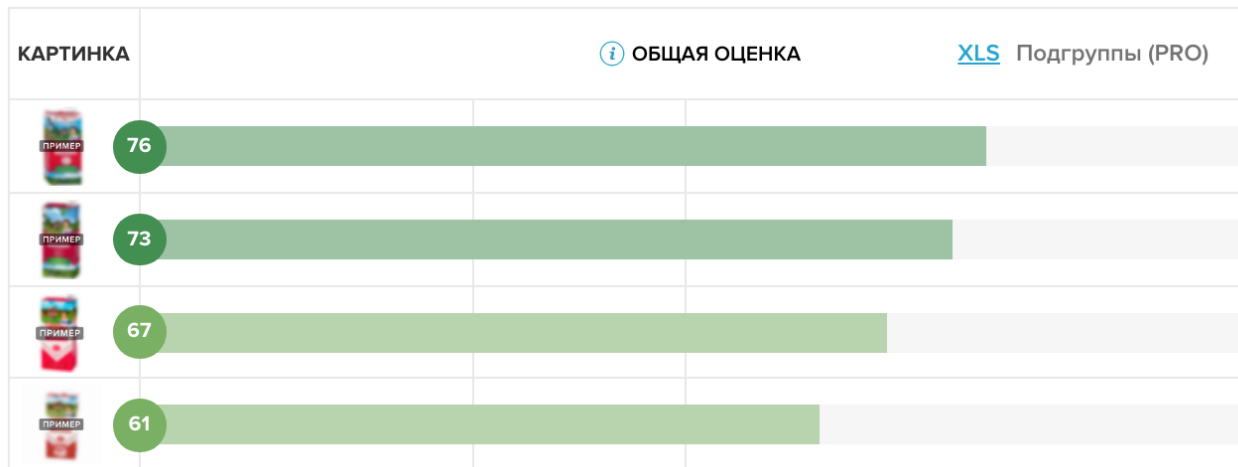 КАРТИНКА
i ОБЩАЯ ОЦЕНКА
XLS Подгруппы (PRO)
ПРИМЕР
76
ПРИМЕР
73
ПРИМЕР
67
ПРИМЕР
61